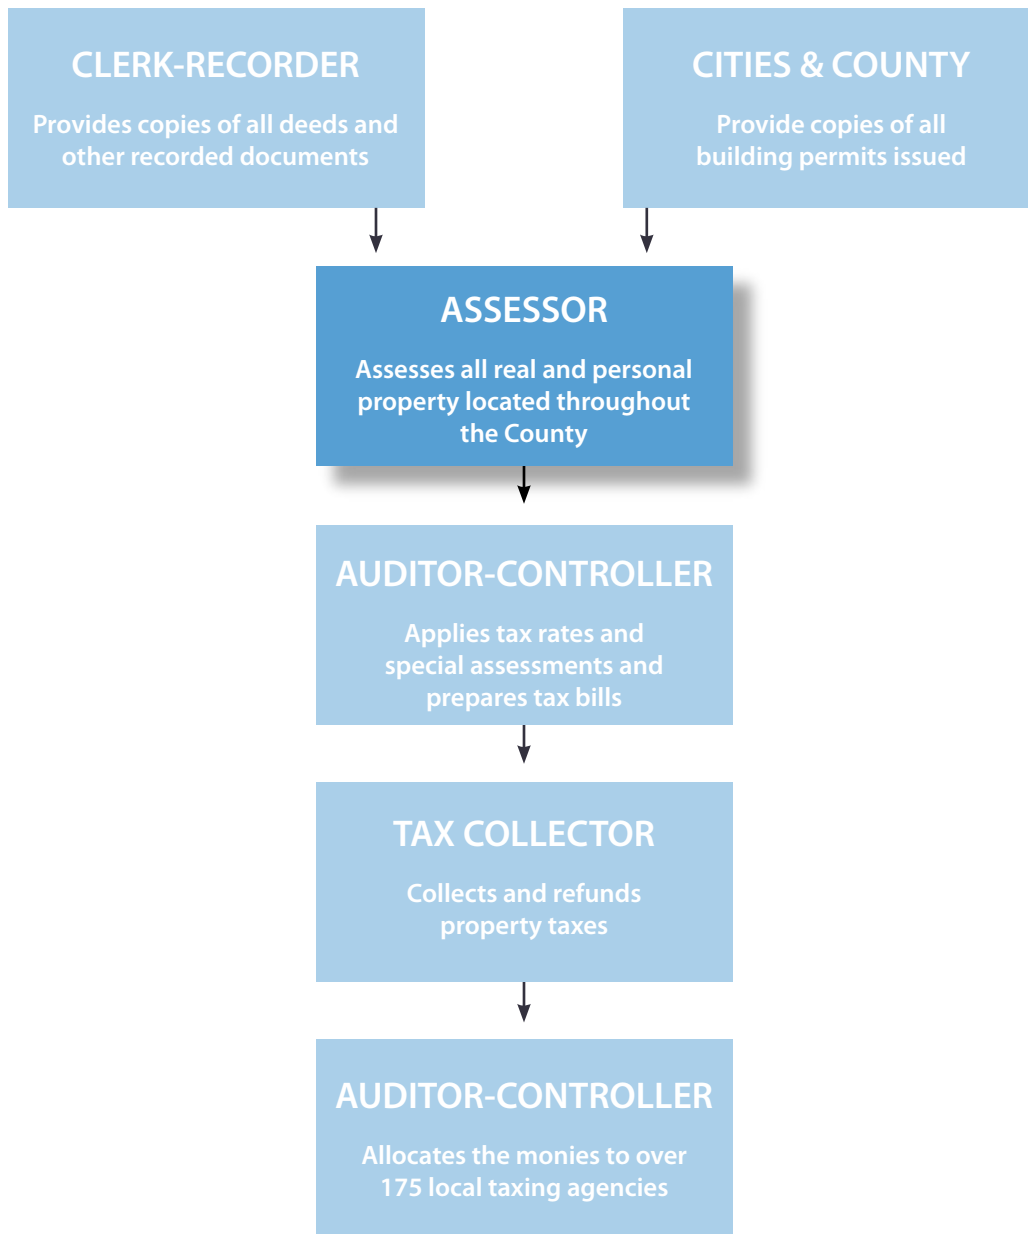 CLERK-RECORDER
Provides copies of all deeds and
other recorded documents
CITIES & COUNTY
Provide copies of all
building permits issued
ASSESSOR
Assesses all real and personal
property located throughout
the County
AUDITOR-CONTROLLER
Applies tax rates and
special assessments and
prepares tax bills
TAX COLLECTOR
Collects and refunds
property taxes
AUDITOR-CONTROLLER
Allocates the monies to over
175 local taxing agencies